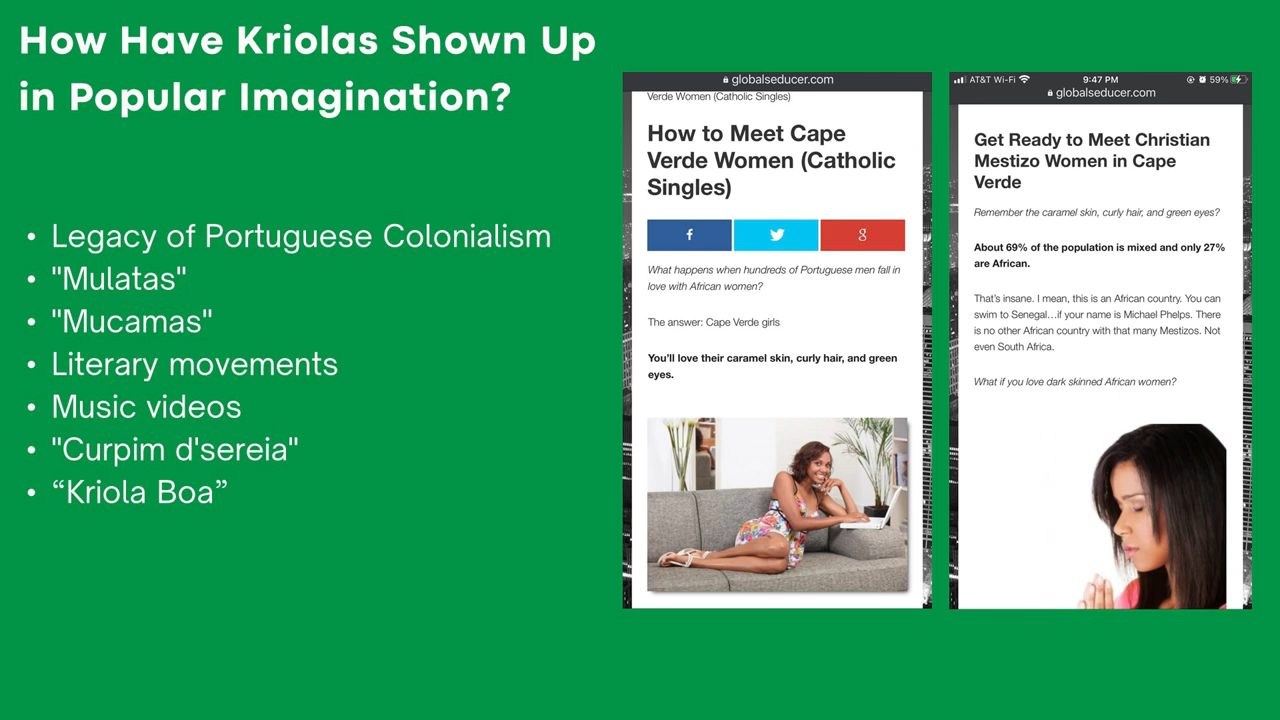 How Have Kriolas Shown Up
in Popular Imagination?
• Legacy of Portuguese Colonialism
• "Mulatas"
• "Mucamas"
• Literary movements
• Music videos
• "Curpim d'sereia"
• “Kriola Boa”
globalseducer.com
Verde Women (Catholic Singles)
How to Meet Cape
Verde Women (Catholic
Singles)
What happens when hundreds of Portuguese men fall in
love with African women?
The answer: Cape Verde girls
You'll love their caramel skin, curly hair, and green
eyes.
AT&T Wi-Fi 9:47 PM 59%
globalseducer.com
Get Ready to Meet Christian
Mestizo Women in Cape
Verde
Remember the caramel skin, curly hair, and green eyes?
About 69% of the population is mixed and only 27%
are African.
That's insane. I mean, this is an African country. You can
swim to Senegal…if your name is Michael Phelps. There
is no other African country with that many Mestizos. Not
even South Africa.
What if you love dark skinned African women?